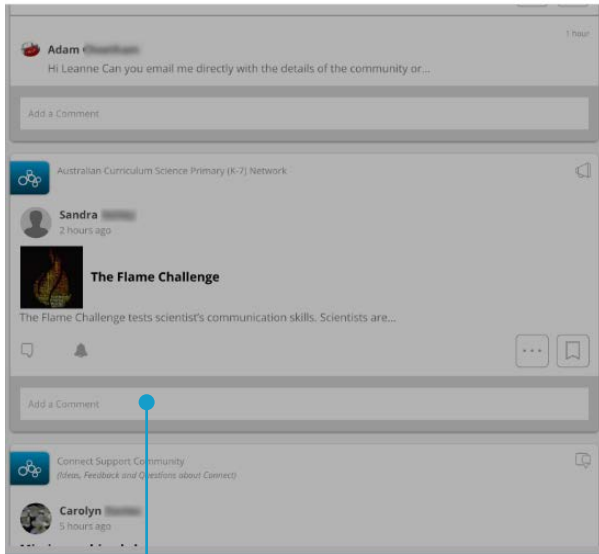 1 hour
Adam
Hi Leanne Can you email me directly with the details of the community or...
Add a Comment
Australian Curriculum Science Primary (K-7) Network
Sandra
2 hours ago
The Flame Challenge
The Flame Challenge tests scientist's communication skills. Scientists are...
Add a Comment
Connect Support Community
(Ideas, Feedback and Questions about Connect)
Carolyn
5 hours ago